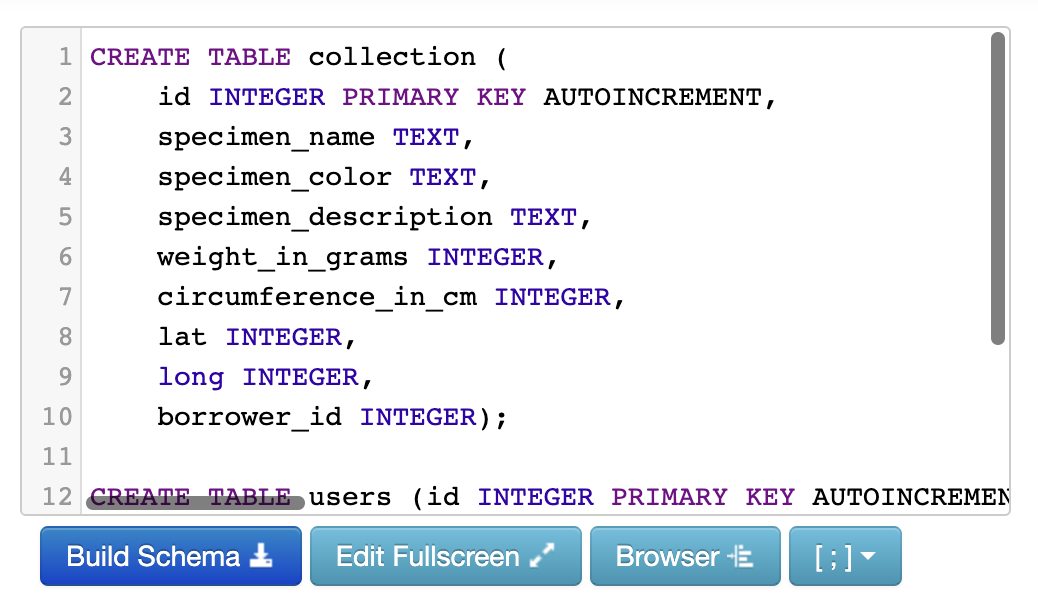 1 CREATE TABLE collection (
2 id INTEGER PRIMARY KEY AUTOINCREMENT,
3 specimen_name TEXT,
4 specimen_color TEXT,
5 specimen_description TEXT,
6 weight_in_grams INTEGER,
7 circumference_in_cm INTEGER,
8 lat INTEGER,
9 long INTEGER,
10 borrower_id INTEGER);
11
12 CREATE TABLE users (id INTEGER PRIMARY KEY AUTOINCREMEN
Build Schema Edit Fullscreen Browser [ ; ]